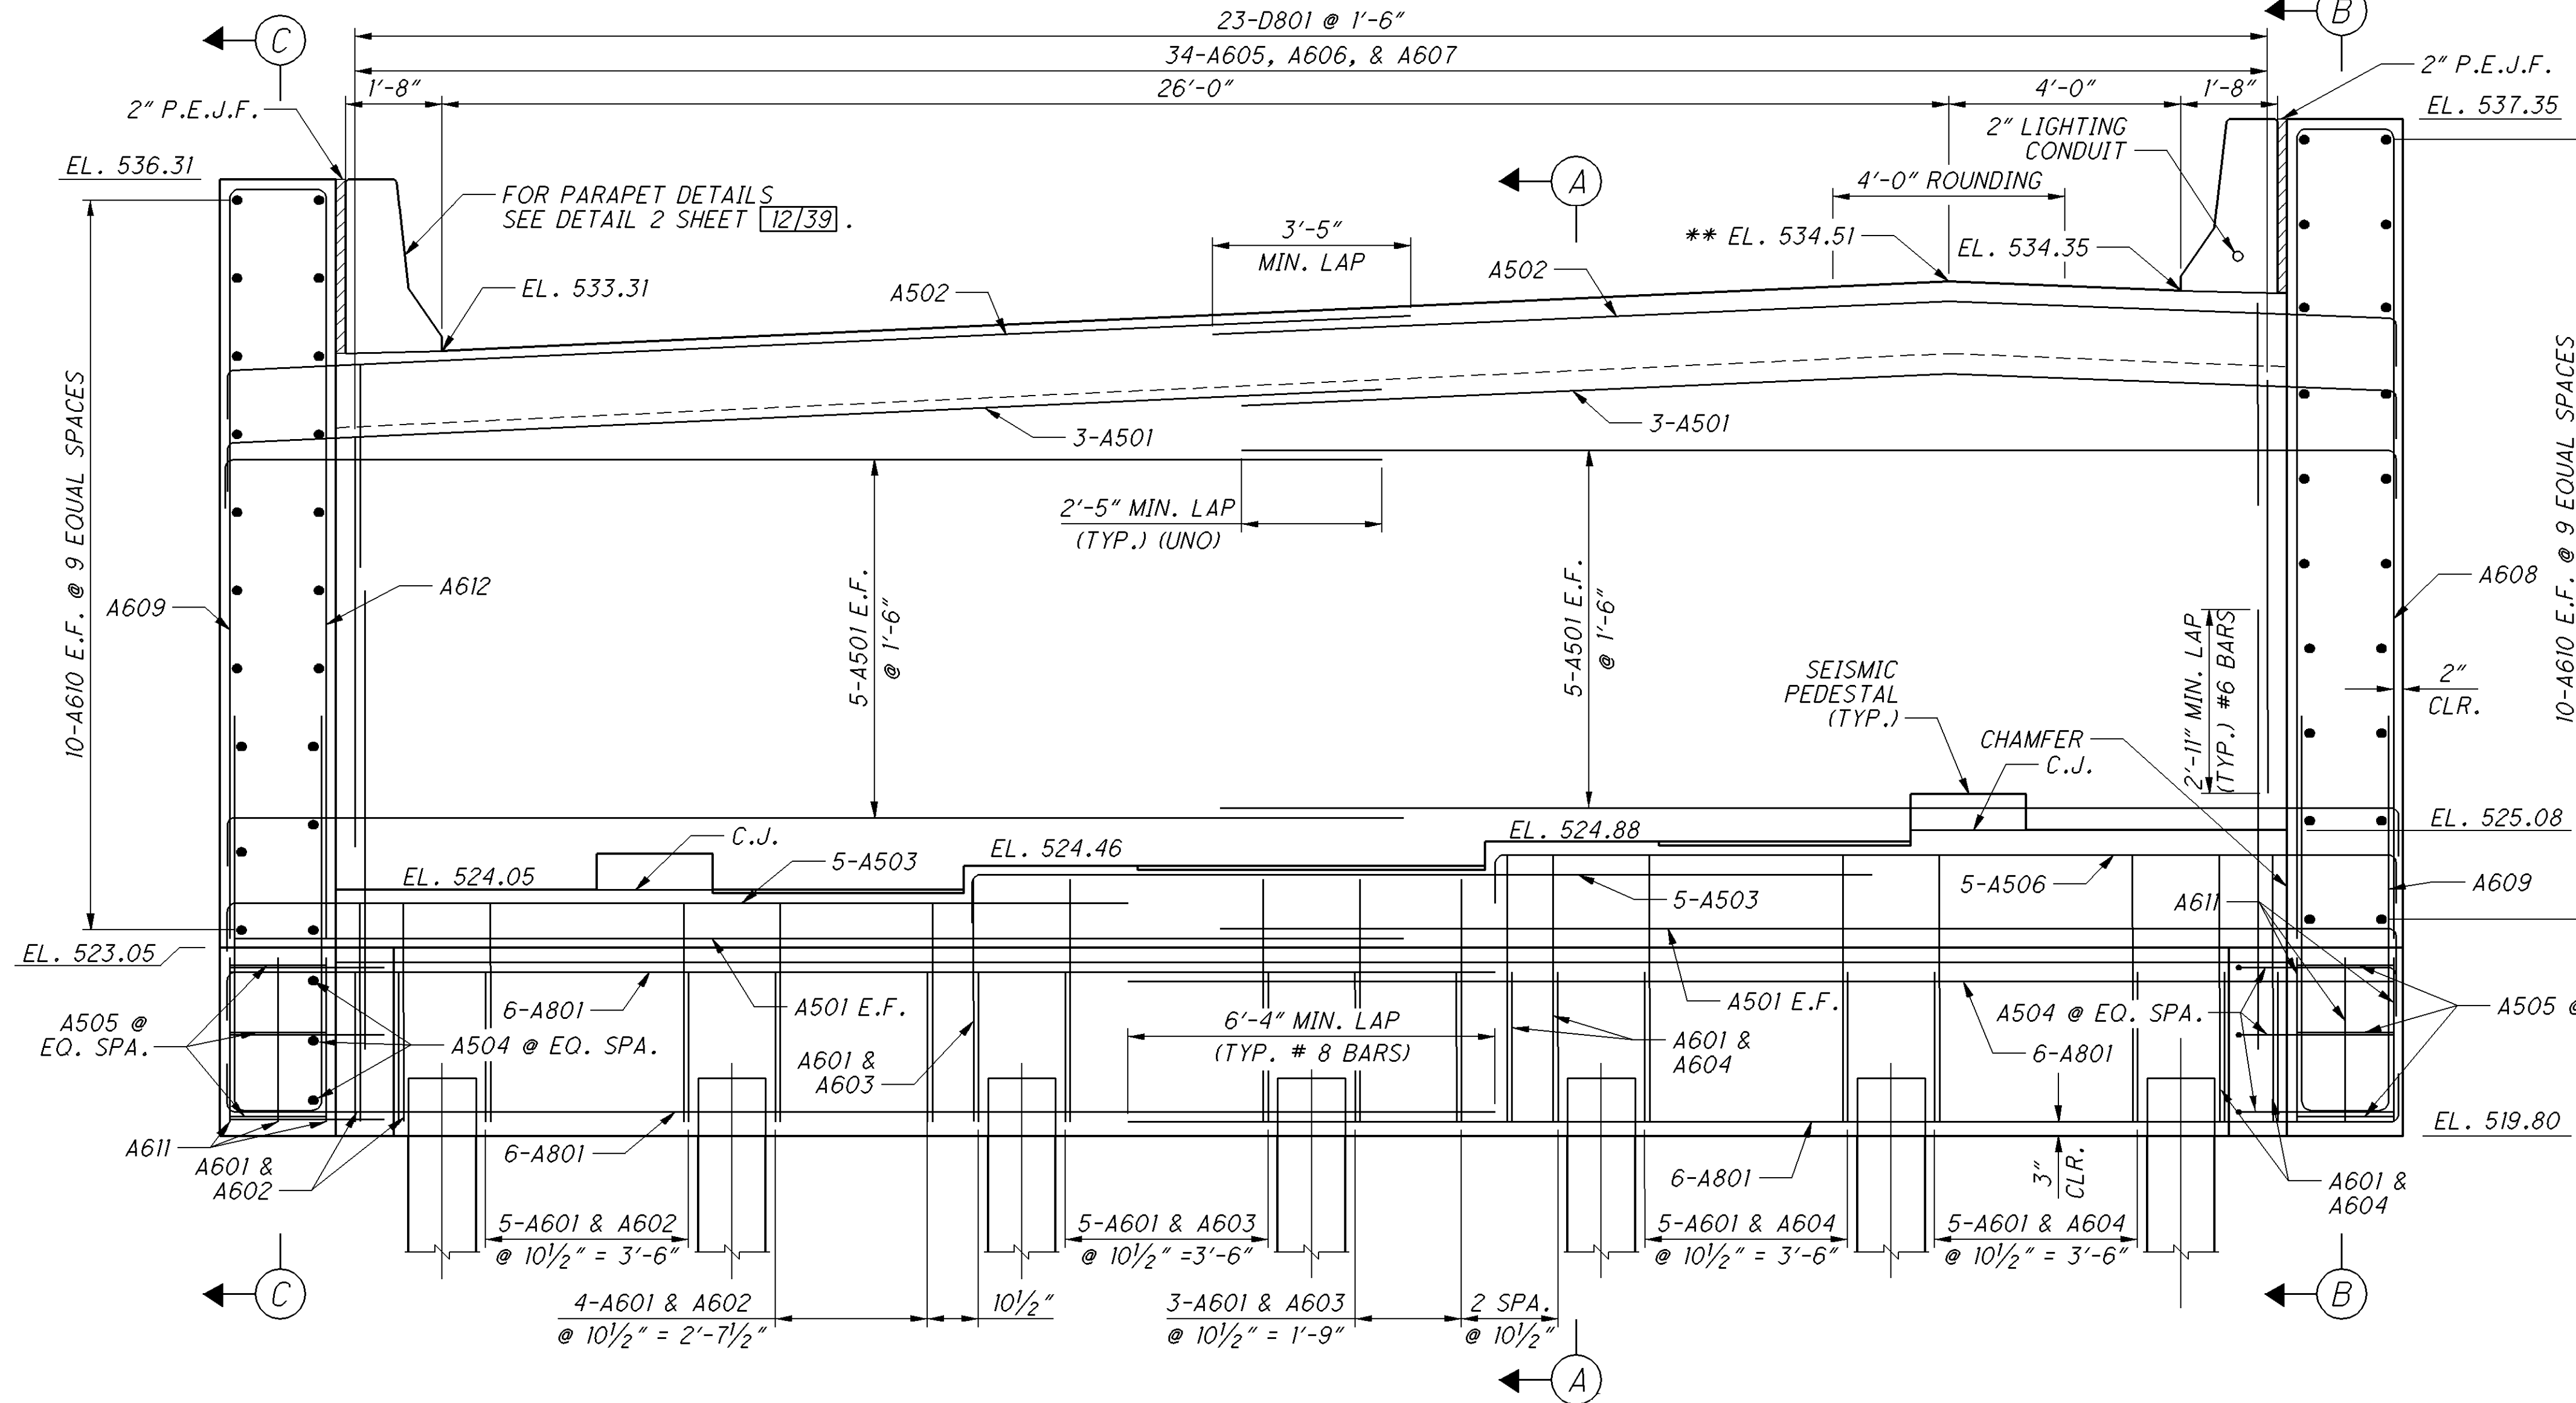 23-D801 @ 1'-6"
34-A605, A606, & A607
1'-8"
26'-0"
4'-0"
1'-8"
C
B
2" P.E.J.F.
2" P.E.J.F.
EL. 536.31
EL. 537.35
FOR PARAPET DETAILS
SEE DETAIL 2 SHEET 12/39 .
2" LIGHTING
CONDUIT
A
4'-0" ROUNDING
3'-5"
MIN. LAP
** EL. 534.51
EL. 534.35
EL. 533.31
A502
A502
3-A501
3-A501
2'-5" MIN. LAP
(TYP.) (UNO)
10-A610 E.F. @ 9 EQUAL SPACES
10-A610 E.F. @ 9 EQUAL SPACES
A609
A612
5-A501 E.F.
@ 1'-6"
5-A501 E.F.
@ 1'-6"
A608
2'-11" MIN. LAP
(TYP.) #6 BARS
2"
CLR.
SEISMIC
PEDESTAL
(TYP.)
CHAMFER
C.J.
C.J.
EL. 524.05
EL. 524.46
EL. 524.88
EL. 525.08
5-A503
5-A503
5-A506
A609
A611
EL. 523.05
6-A801
A501 E.F.
A501 E.F.
A504 @ EQ. SPA.
A505 @
A505 @
EQ. SPA.
A504 @ EQ. SPA.
6'-4" MIN. LAP
(TYP. # 8 BARS)
A601 &
A603
A601 &
A604
6-A801
EL. 519.80
A611
A601 &
A602
6-A801
6-A801
3"
CLR.
A601 &
A604
5-A601 & A602
@ 10½" = 3'-6"
5-A601 & A603
@ 10½" =3'-6"
5-A601 & A604
@ 10½" = 3'-6"
5-A601 & A604
@ 10½" = 3'-6"
C
B
4-A601 & A602
@ 10½" = 2'-7½"
10½"
3-A601 & A603
@ 10½" = 1'-9"
2 SPA.
@ 10½"
A